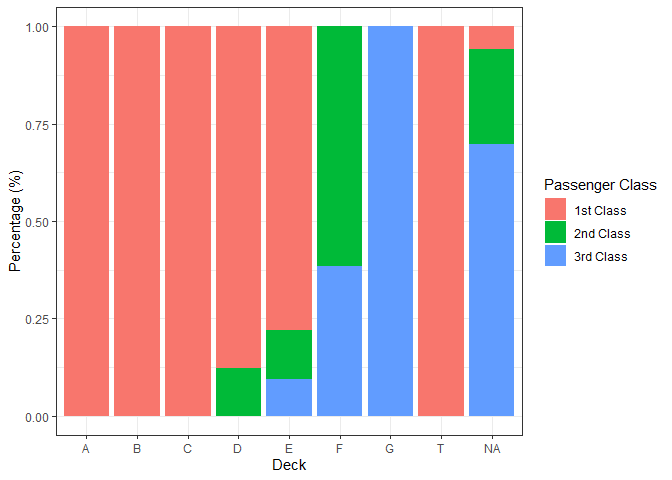 1.00
0.75
0.50
0.25
0.00
Percentage (%)
A B C D E F G T NA
Deck
Passenger Class
1st Class
2nd Class
3rd Class